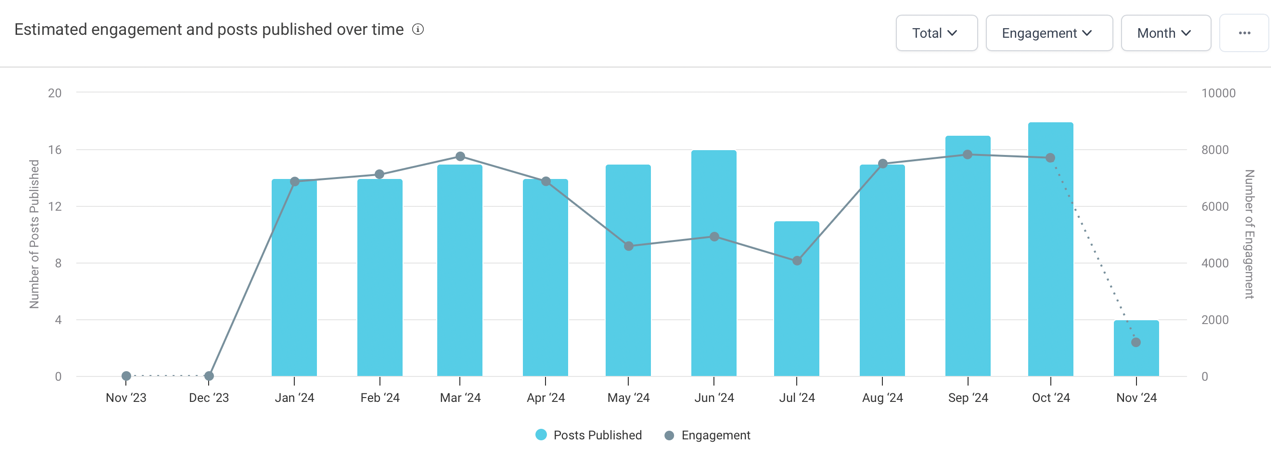 Estimated engagement and posts published over time
Total
Engagement
Month
Number of Posts Published
20
16
12
8
4
0
10000
8000
6000
4000
2000
0
Number of Engagement
Nov ‘23 Dec ‘23 Jan ‘24 Feb ‘24 Mar ‘24 Apr ‘24 May ‘24 Jun ‘24 Jul ‘24 Aug ‘24 Sep ‘24 Oct ‘24 Nov ‘24
Posts Published Engagement